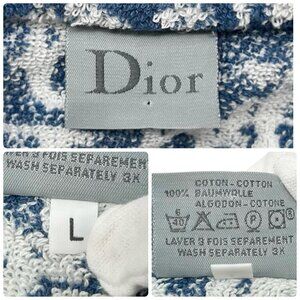 Dior
LAVER 3 FOIS SEPAREMEN
WASH SEPARATELY 3X
L
COTON-COTTON
100% BAUMWOLLE
ALGODON-COTONE
40
LAVER 3 FOIS SEPAREMENT
WASH SEPARATELY 3X